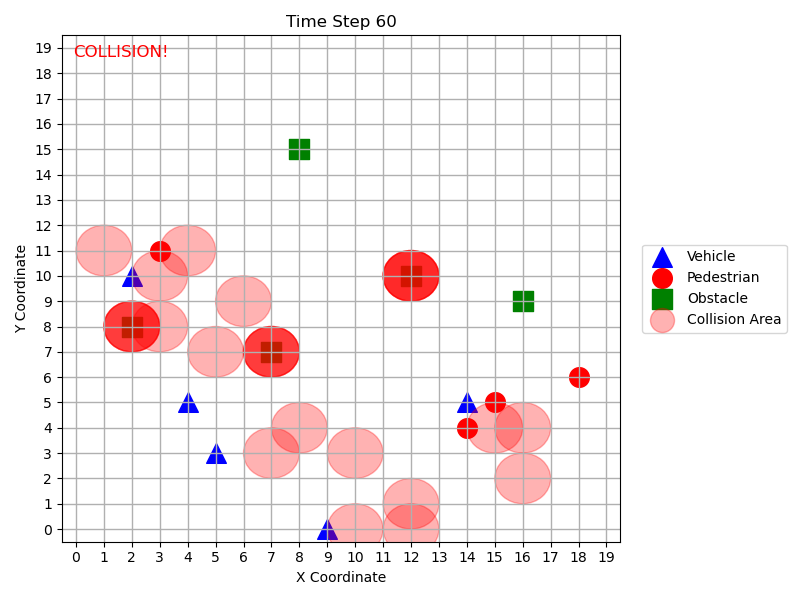 Time Step 60
COLLISION!
19
18
17
16
15
14
13
12
11
10
9
8
7
6
5
4
3
2
1
0
Y Coordinate
0 1 2 3 4 5 6 7 8 9 10 11 12 13 14 15 16 17 18 19
X Coordinate
Vehicle
Pedestrian
Obstacle
Collision Area